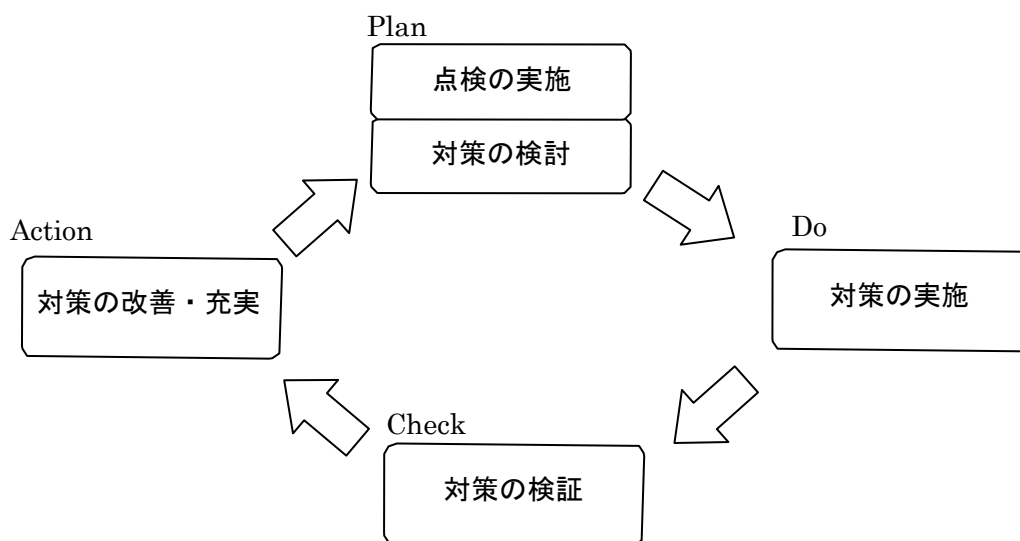 Plan
点検の実施
対策の検討
Do
対策の実施
Check
対策の検証
Action
対策の改善・充実